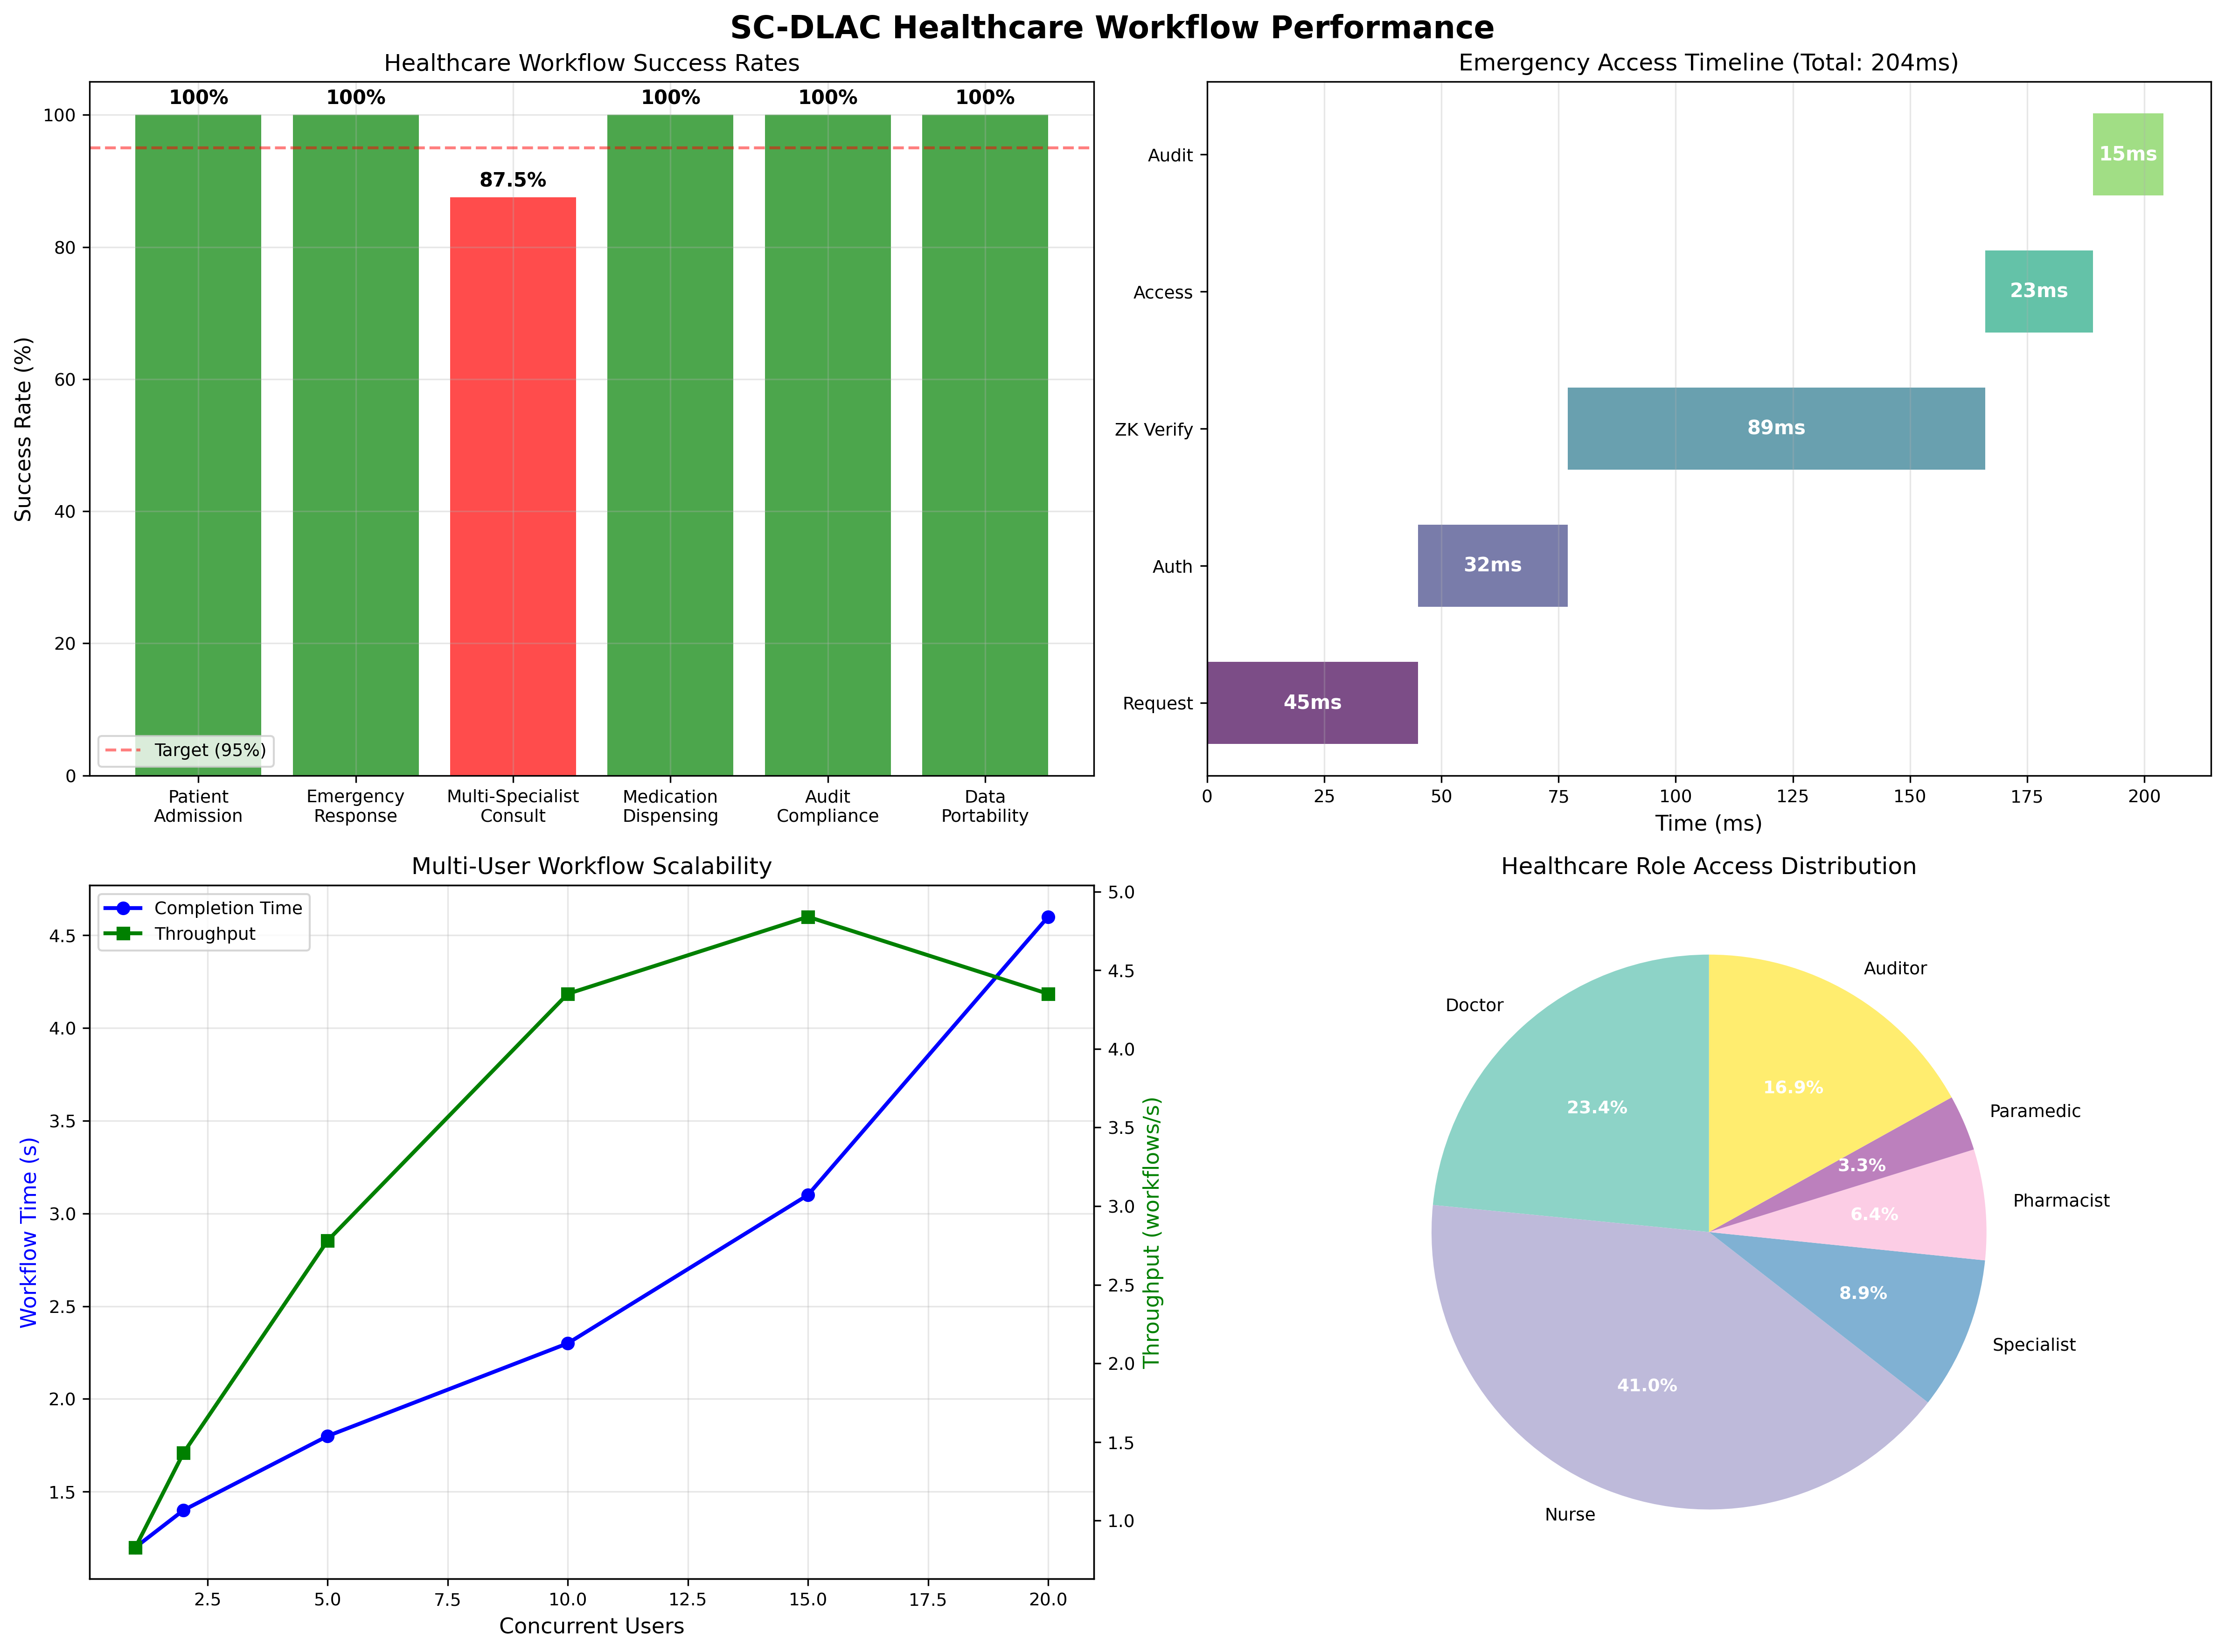 SC-DLAC Healthcare Workflow Performance
Healthcare Workflow Success Rates
Success Rate (%)
100
80
60
40
20
0
100%
100%
87.5%
100%
100%
100%
Target (95%)
Patient
Admission
Emergency
Response
Multi-Specialist
Consult
Medication
Dispensing
Audit
Compliance
Data
Portability
Emergency Access Timeline (Total: 204ms)
Audit
Access
ZK Verify
Auth
Request
15ms
23ms
89ms
32ms
45ms
0
25
50
75
100
125
150
175
200
Time (ms)
Multi-User Workflow Scalability
Completion Time
Throughput
Workflow Time (s)
4.5
4.0
3.5
3.0
2.5
2.0
1.5
5.0
4.5
4.0
3.5
3.0
2.5
2.0
1.5
1.0
Throughput (workflows/s)
2.5
5.0
7.5
10.0
12.5
15.0
17.5
20.0
Concurrent Users
Healthcare Role Access Distribution
Doctor
23.4%
Nurse
41.0%
Specialist
8.9%
Pharmacist
6.4%
Paramedic
3.3%
Auditor
16.9%